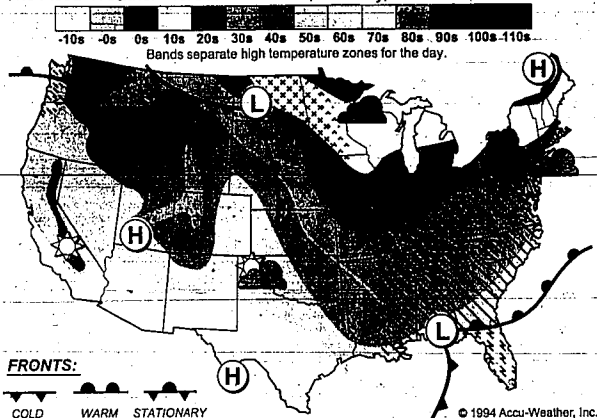 -10s -0s 0s 10s 20s 30s 40s 50s 60s 70s 80s 90s 100s 110s
Bands separate high temperature zones for the day.
H
L
H
L
H
FRONTS:
COLD WARM STATIONARY
© 1994 Accu-Weather, Inc.